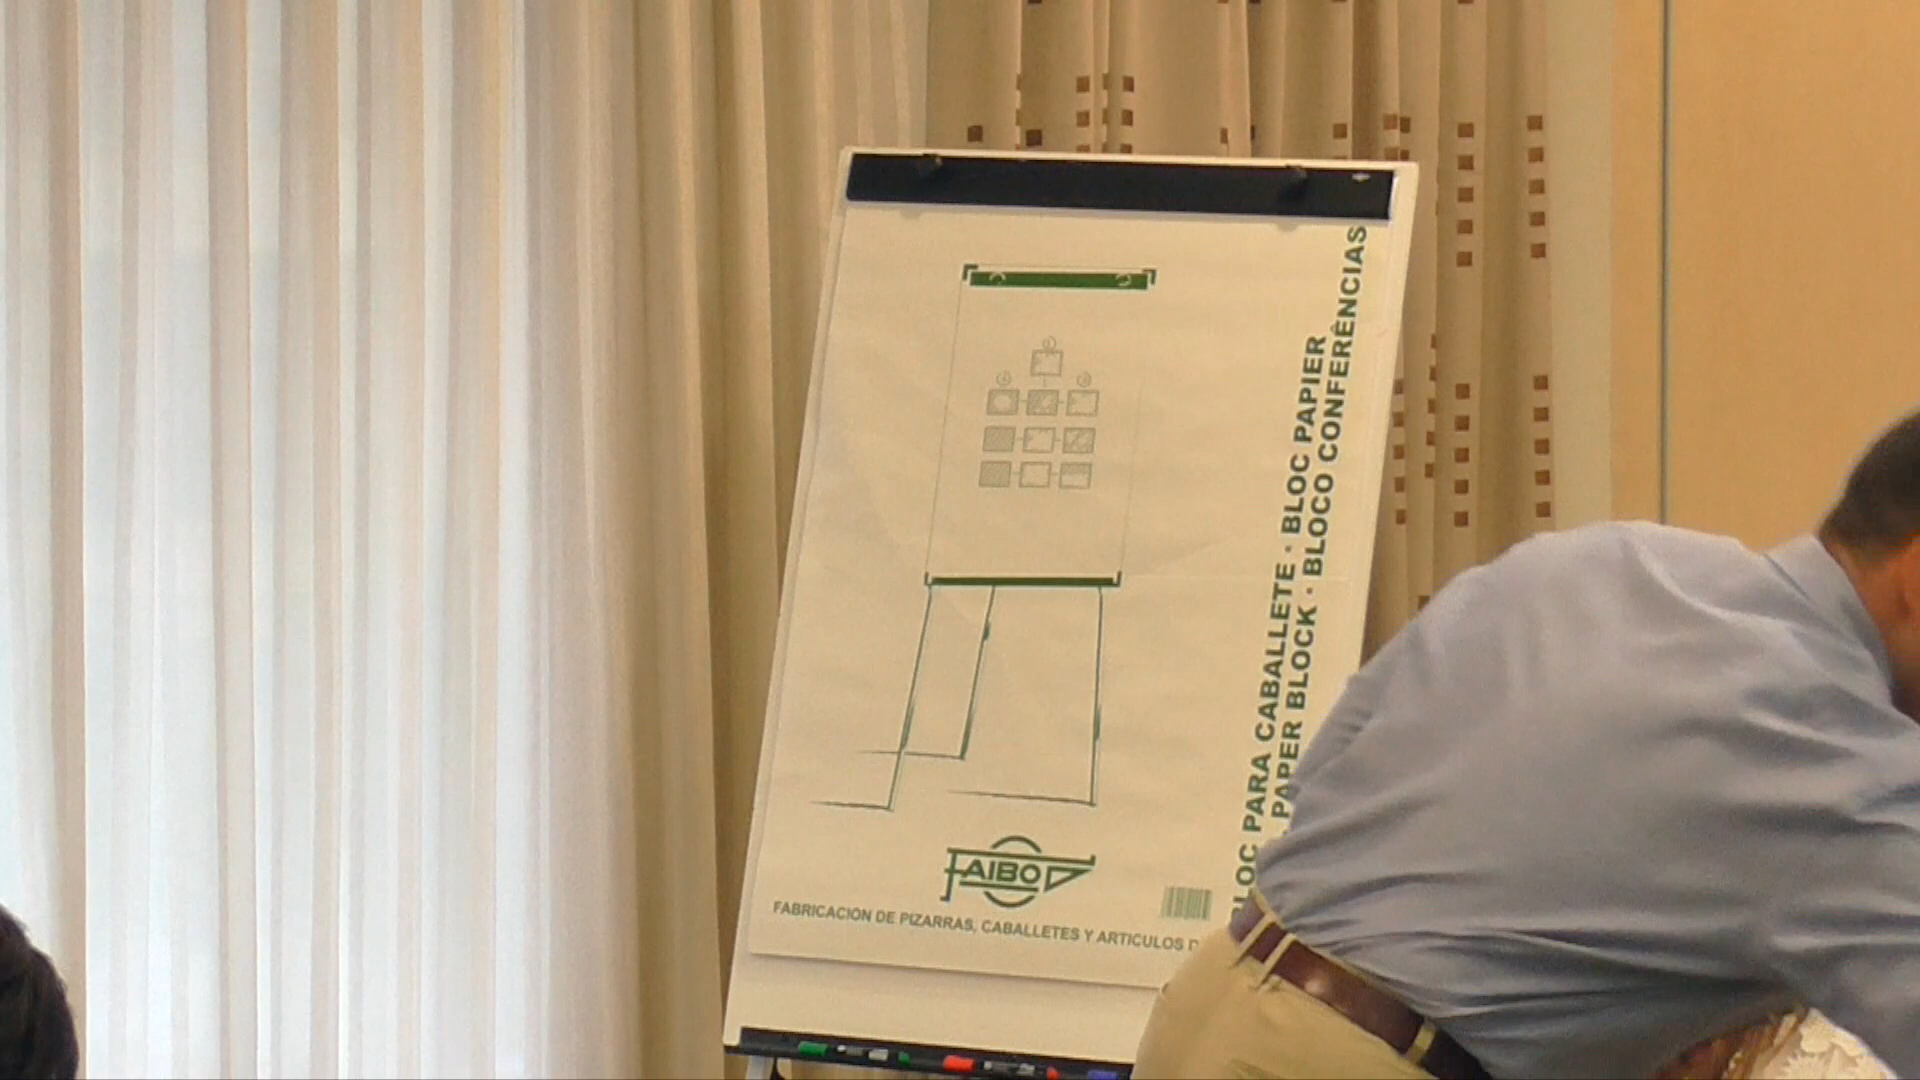 BLOC PARA CABALLETE · BLOC PAPIER
PAPER BLOCK · BLOCO CONFERÊNCIAS
FAIBO
FABRICACION DE PIZARRAS, CABALLETES Y ARTICULOS